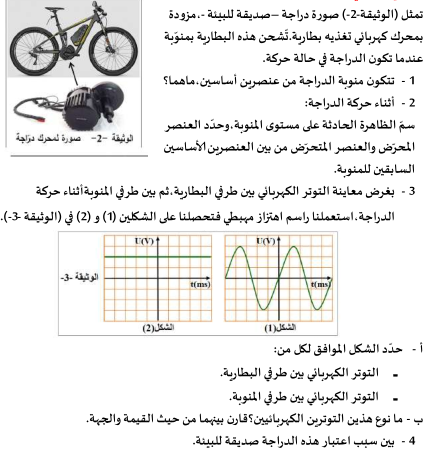 تمثل (الوثيقة-2-) صورة دراجة –صديقة للبيئة -، مزودة
بمحرك كهربائي تغذيه بطارية.تُشحن هذه البطارية بمنوّبة
عندما تكون الدراجة في حالة حركة.
1 - تتكون منوبة الدراجة من عنصرين أساسين،ماهما؟
2 - أثناء حركة الدراجة:
سمّ الظاهرة الحادثة على مستوى المنوبة.وحدّد العنصر
المحرّض والعنصر المتحرّض من بين العنصرين الأساسين
السابقين للمنوبة.
الوثيقة –2– صورة لمحرك درّاجة
3 - بغرض معاينة التوتر الكهربائي بين طرفي البطارية،ثم بين طرفي المنوبة أثناء حركة
الدراجة.استعملنا راسم اهتزاز مهبطي فتحصلنا على الشكلين (1) و (2) في (الوثيقة -3-).
U(V)
U(V)
t(ms)
t(ms)
الوثيقة -3-
الشكل(1)
الشكل(2)
أ - حدّد الشكل الموافق لكل من:
- التوتر الكهربائي بين طرفي البطارية.
- التوتر الكهربائي بين طرفي المنوبة.
ب - ما نوع هذين التوترين الكهربائيين؟قارن بينهما من حيث القيمة والجهة.
4 - بين سبب اعتبار هذه الدراجة صديقة للبيئة.